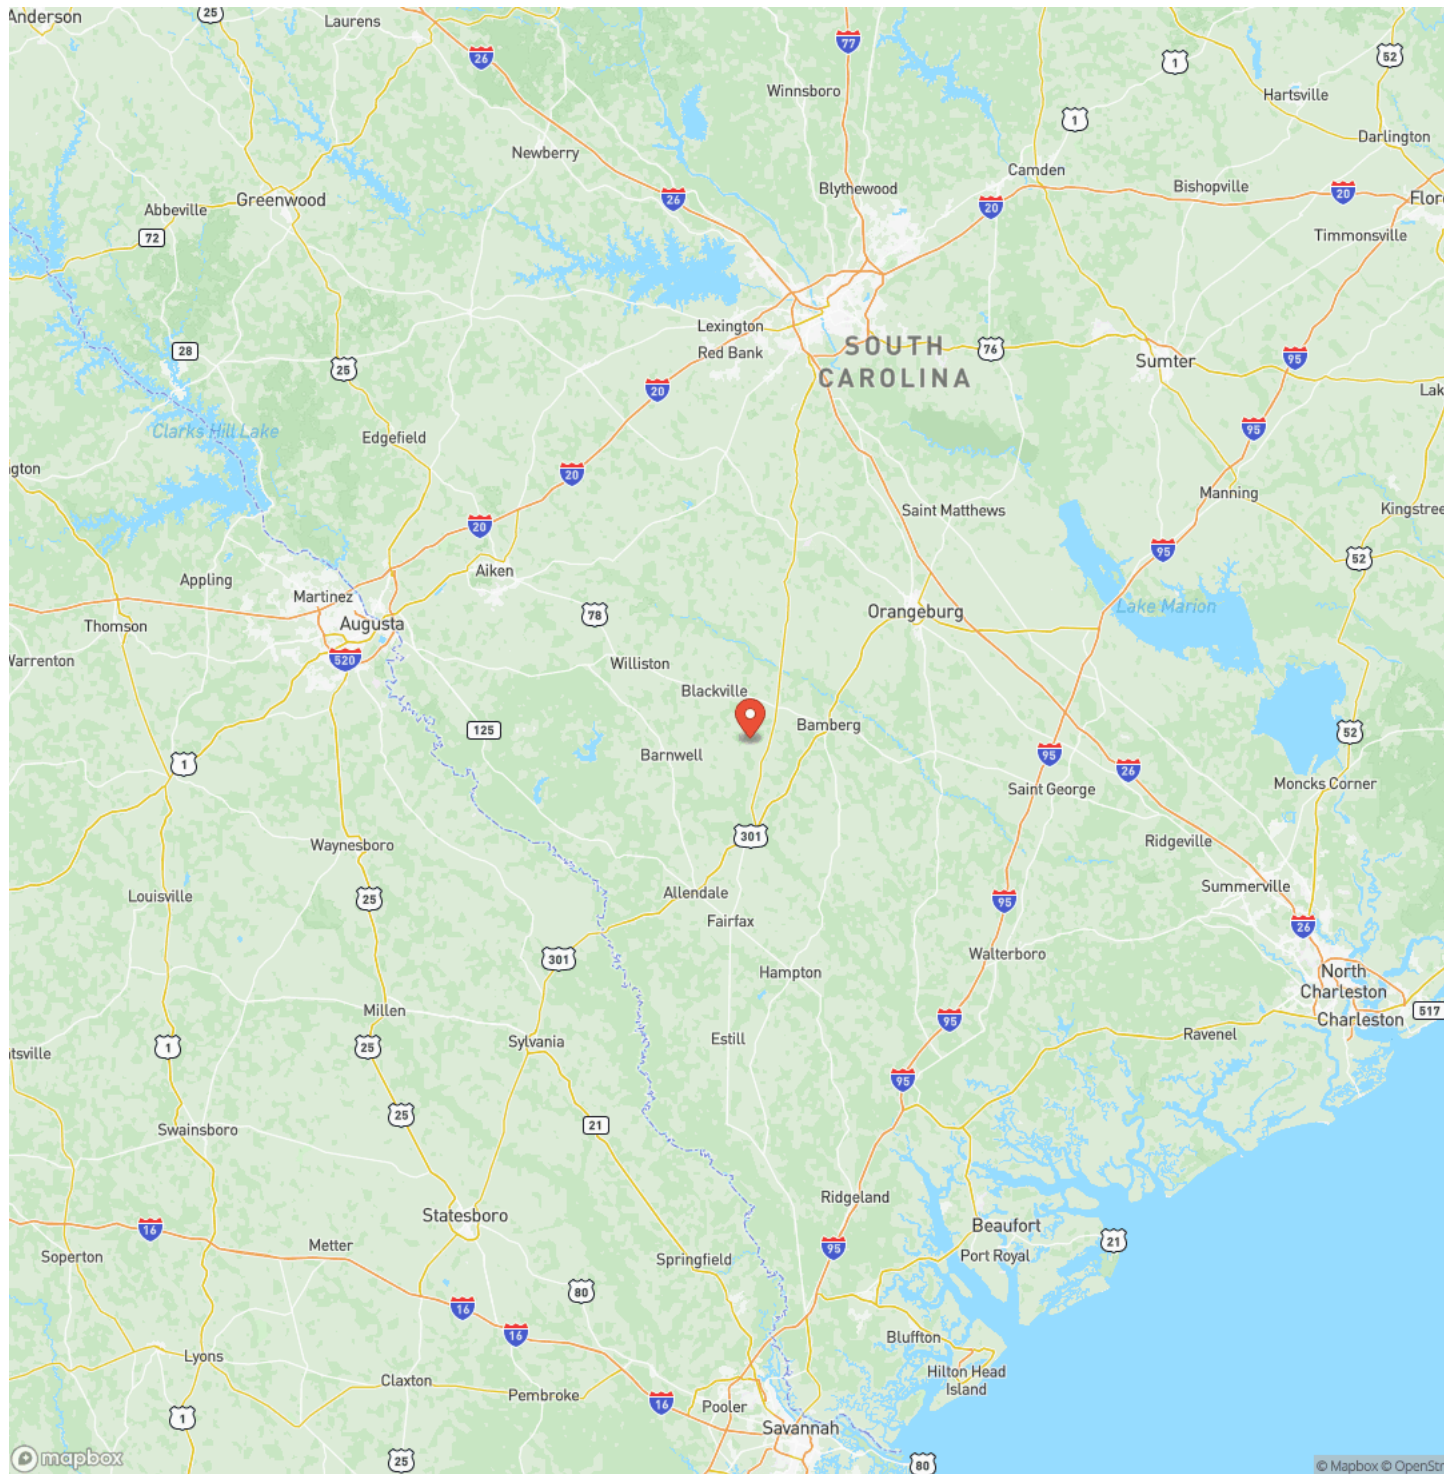 Anderson
25
Laurens
26
77
Winnsboro
1
52
Hartsville
1
Darlington
Newberry
Camden
Blythewood
Bishopville
20
Greenwood
Abbeville
26
20
Flore
72
Timmonsville
Lexington
Red Bank
SOUTH
CAROLINA
76
Sumter
95
28
25
20
Lak
Clarks Hill Lake
Edgefield
95
ngton
20
Manning
Saint Matthews
Kingstree
20
95
52
Aiken
Appling
Martinez
78
Orangeburg
Lake Marion
Thomson
Augusta
Warrenton
520
Williston
Blackville
125
Bamberg
52
Barnwell
95
26
1
Saint George
Moncks Corner
301
Waynesboro
Ridgeville
Louisville
25
Allendale
Summerville
95
Fairfax
26
301
Walterboro
Hampton
North
Charleston
Millen
95
517
Charleston
1
25
Sylvania
Estill
Ravenel
ntsville
95
25
21
Swainsboro
Ridgeland
Statesboro
Beaufort
16
Metter
95
21
Soperton
Springfield
Port Royal
80
16
16
Bluffton
Lyons
Hilton Head
Island
Claxton
Pembroke
16
Pooler
1
Savannah
25
80
mapbox
© Mapbox © OpenStr